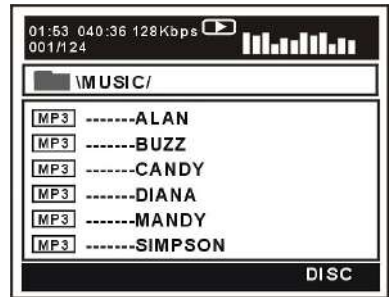 01:53 040:36 128Kbps
001/124
\MUSIC/
MP3 -------ALAN
MP3 -------BUZZ
MP3 -------CANDY
MP3 -------DIANA
MP3 -------MANDY
MP3 -------SIMPSON
DISC